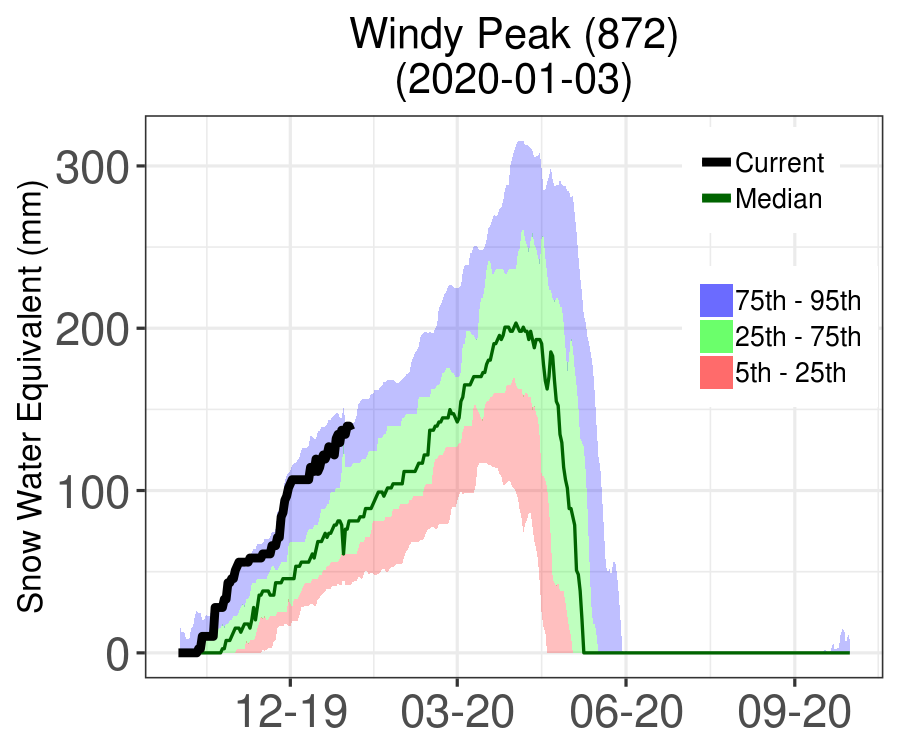 Windy Peak (872)
(2020-01-03)
Snow Water Equivalent (mm)
300
200
100
0
12-19
03-20
06-20
09-20
Current
Median
75th - 95th
25th - 75th
5th - 25th